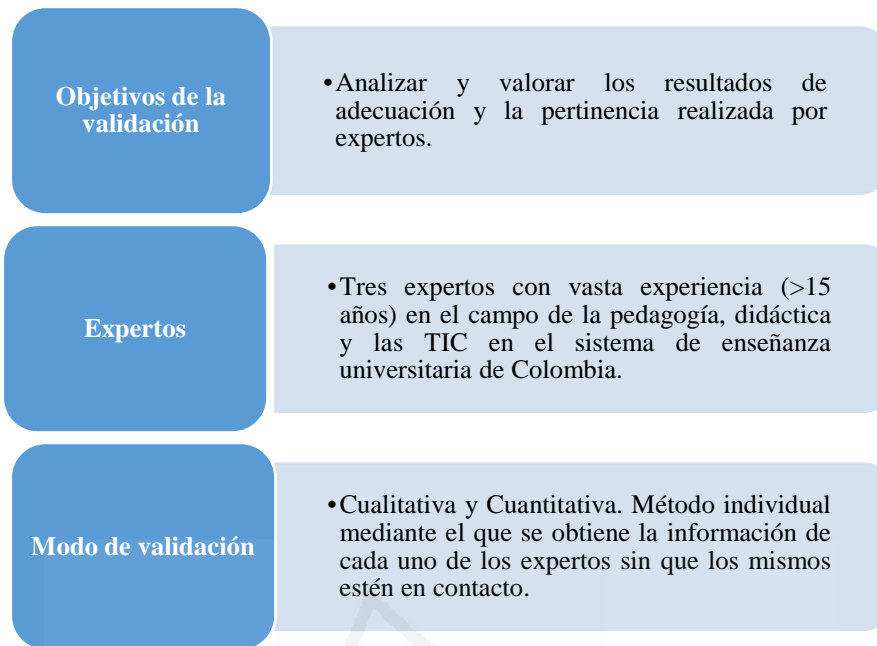 Objetivos de la
validación
•Analizar y valorar los resultados de
adecuación y la pertinencia realizada por
expertos.
Expertos
•Tres expertos con vasta experiencia (>15
años) en el campo de la pedagogía, didáctica
y las TIC en el sistema de enseñanza
universitaria de Colombia.
Modo de validación
•Cualitativa y Cuantitativa. Método individual
mediante el que se obtiene la información de
cada uno de los expertos sin que los mismos
estén en contacto.